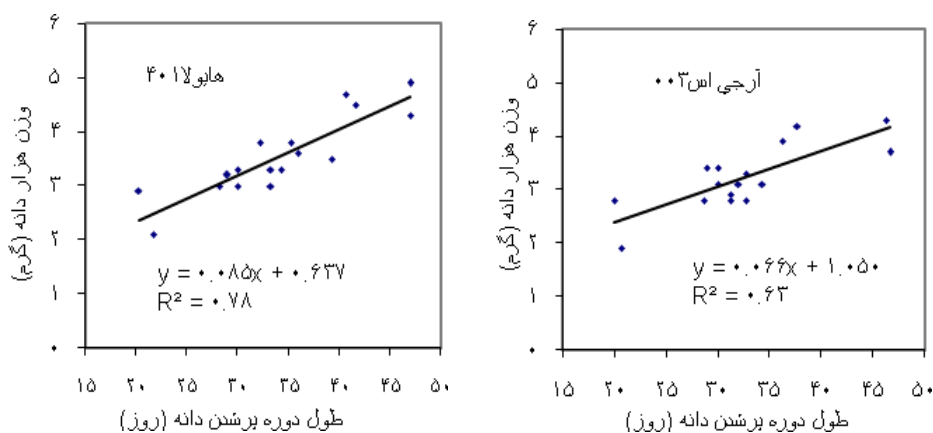 هایولا۴۰۱
وزن هزار دانه (گرم)
۶
۵
۴
۳
۲
۱
۰
y = ۰.۰۸۵x + ۰.۶۳۷
R² = ۰.۷۸
۱۵ ۲۰ ۲۵ ۳۰ ۳۵ ۴۰ ۴۵ ۵۰
طول دوره پرشدن دانه (روز)
آرجي اس۰۰۳
وزن هزار دانه (گرم)
۶
۵
۴
۳
۲
۱
۰
y = ۰.۰۶۶x + ۱.۰۵۰
R² = ۰.۶۳
۱۵ ۲۰ ۲۵ ۳۰ ۳۵ ۴۰ ۴۵ ۵۰
طول دوره پرشدن دانه (روز)